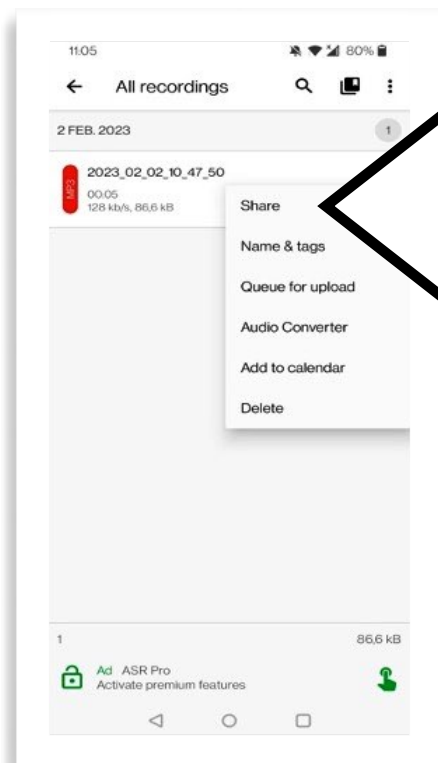 11.05 80%
All recordings
2 FEB. 2023 1
2023_02_02_10_47_50
MP3
00.05
128 kb/s, 86,6 kB
Share
Name & tags
Queue for upload
Audio Converter
Add to calendar
Delete
1 86,6 kB
Ad ASR Pro
Activate premium features